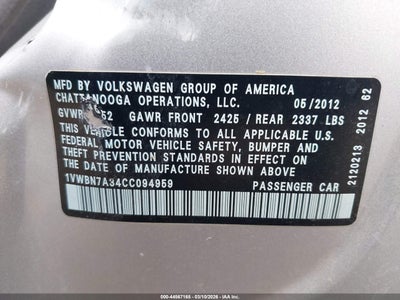 MFD BY VOLKSWAGEN GROUP OF AMERICA
CHATTANOOGA OPERATIONS, LLC. 05/2012
GAWR FRONT 2425 / REAR 2337 LBS
THIS VEHICLE CONFORMS TO ALL APPLICABLE
FEDERAL MOTOR VEHICLE SAFETY, BUMPER AND
THEFT PREVENTION STANDARDS IN EFFECT ON THE
DATE OF MANUFACTURE SHOWN ABOVE.
1VWBN7A34CC094959 PASSENGER CAR
2120213 2012 62
000-44567165 - 03/10/2026 - IAA Inc.